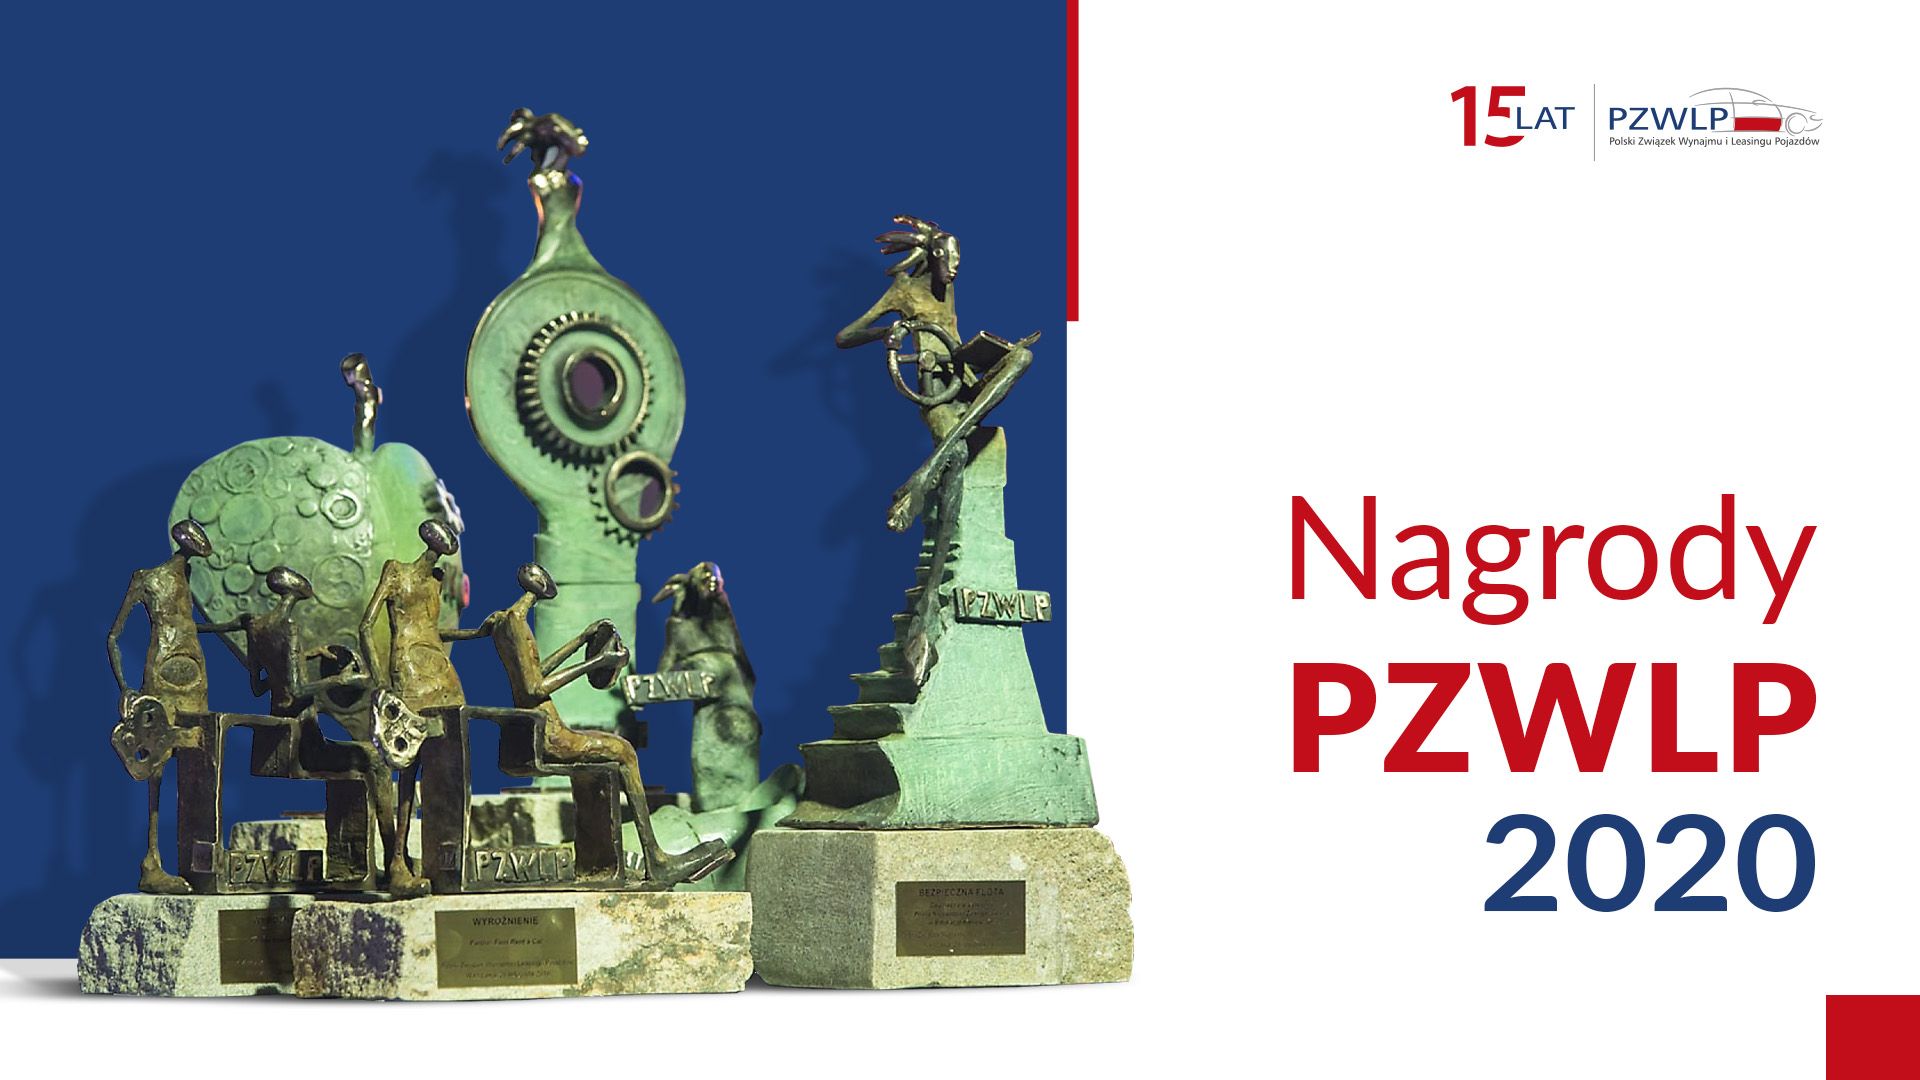 15 LAT
PZWLP
Polski Związek Wynajmu i Leasingu Pojazdów
Nagrody
PZWLP
2020
PZWLP
PZWLP
PZWLP
PZWLP
WYRÓŻNIENIE
BEZPIECZNA FLOTA